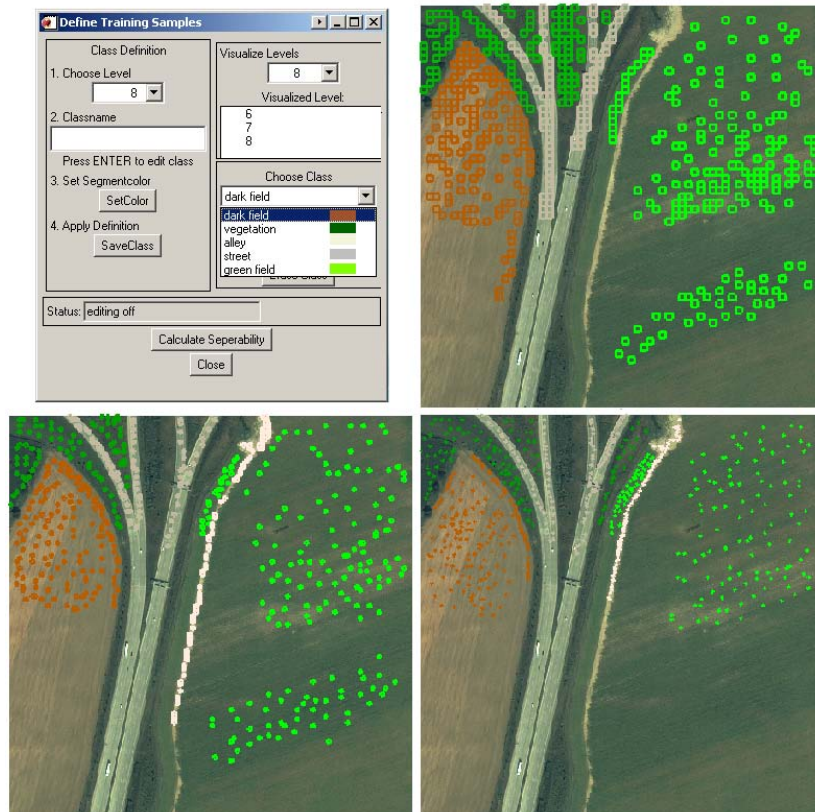 Define Training Samples
Class Definition
1. Choose Level
8
2. Classname
Press ENTER to edit class
3. Set Segmentcolor
SetColor
4. Apply Definition
SaveClass
Visualize Levels
8
Visualized Level:
6
7
8
Choose Class
dark field
dark field
vegetation
alley
street
green field
Status: editing off
Calculate Seperability
Close